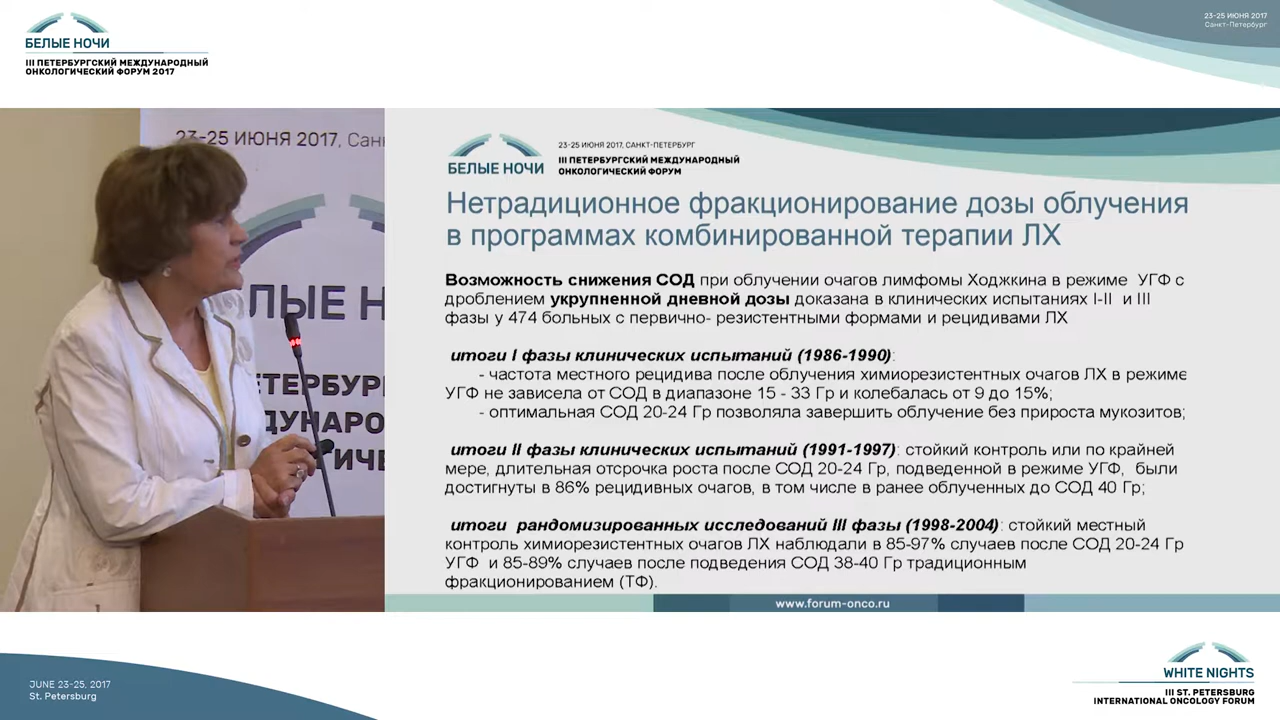 БЕЛЫЕ НОЧИ
III ПЕТЕРБУРГСКИЙ МЕЖДУНАРОДНЫЙ
ОНКОЛОГИЧЕСКИЙ ФОРУМ 2017
23-25 ИЮНЯ 2017
Санкт-Петербург
23-25 ИЮНЯ 2017, Санк
ЛЫЕ Н
ЕТЕРБУРГ
ДУНАРО
ИЧЕ
БЕЛЫЕ НОЧИ
23-25 ИЮНЯ 2017, САНКТ-ПЕТЕРБУРГ
III ПЕТЕРБУРГСКИЙ МЕЖДУНАРОДНЫЙ
ОНКОЛОГИЧЕСКИЙ ФОРУМ
Нетрадиционное фракционирование дозы облучения
в программах комбинированной терапии ЛХ
Возможность снижения СОД при облучении очагов лимфомы Ходжкина в режиме УГФ с
дроблением укрупненной дневной дозы доказана в клинических испытаниях I-II и III
фазы у 474 больных с первично- резистентными формами и рецидивами ЛХ
итоги I фазы клинических испытаний (1986-1990):
- частота местного рецидива после облучения химиорезистентных очагов ЛХ в режиме
УГФ не зависела от СОД в диапазоне 15 - 33 Гр и колебалась от 9 до 15%;
- оптимальная СОД 20-24 Гр позволяла завершить облучение без прироста мукозитов;
итоги II фазы клинических испытаний (1991-1997): стойкий контроль или по крайней
мере, длительная отсрочка роста после СОД 20-24 Гр, подведенной в режиме УГФ, были
достигнуты в 86% рецидивных очагов, в том числе в ранее облученных до СОД 40 Гр;
итоги рандомизированных исследований III фазы (1998-2004): стойкий местный
контроль химиорезистентных очагов ЛХ наблюдали в 85-97% случаев после СОД 20-24 Гр
УГФ и 85-89% случаев после подведения СОД 38-40 Гр традиционным
фракционированием (ТФ).
www.forum-onco.ru
JUNE 23-25, 2017
St. Petersburg
WHITE NIGHTS
III ST. PETERSBURG
INTERNATIONAL ONCOLOGY FORUM